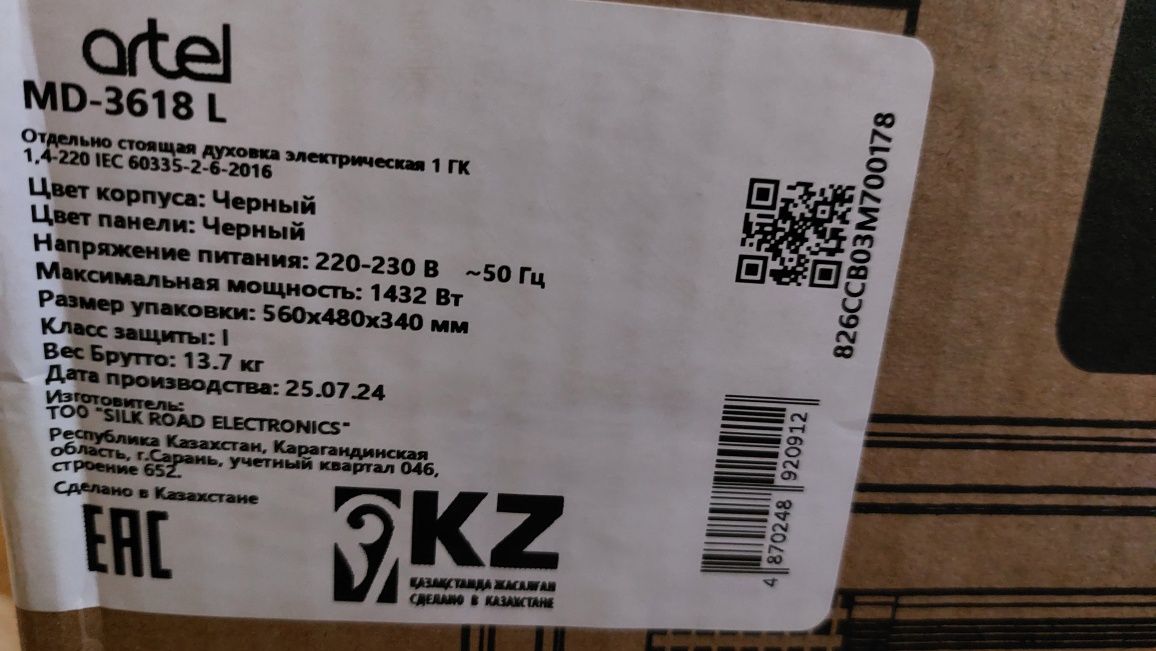 artel
MD-3618 L
Отдельно стоящая духовка электрическая 1 ГК
1,4-220 IEC 60335-2-6-2016
Цвет корпуса: Черный
Цвет панели: Черный
Напряжение питания: 220-230 В ~50 Гц
Максимальная мощность: 1432 Вт
Размер упаковки: 560x480x340 мм
Класс защиты: I
Вес Брутто: 13.7 кг
Дата производства: 25.07.24
Изготовитель:
ТОО "SILK ROAD ELECTRONICS"
Республика Казахстан, Карагандинская
область, г.Сарань, учетный квартал 046,
строение 652.
Сделано в Казахстане
EAC
KZ
ҚАЗАҚСТАНДА ЖАСАЛҒАН
СДЕЛАНО В КАЗАХСТАНЕ
826CCB03M700178
4 870248 920912